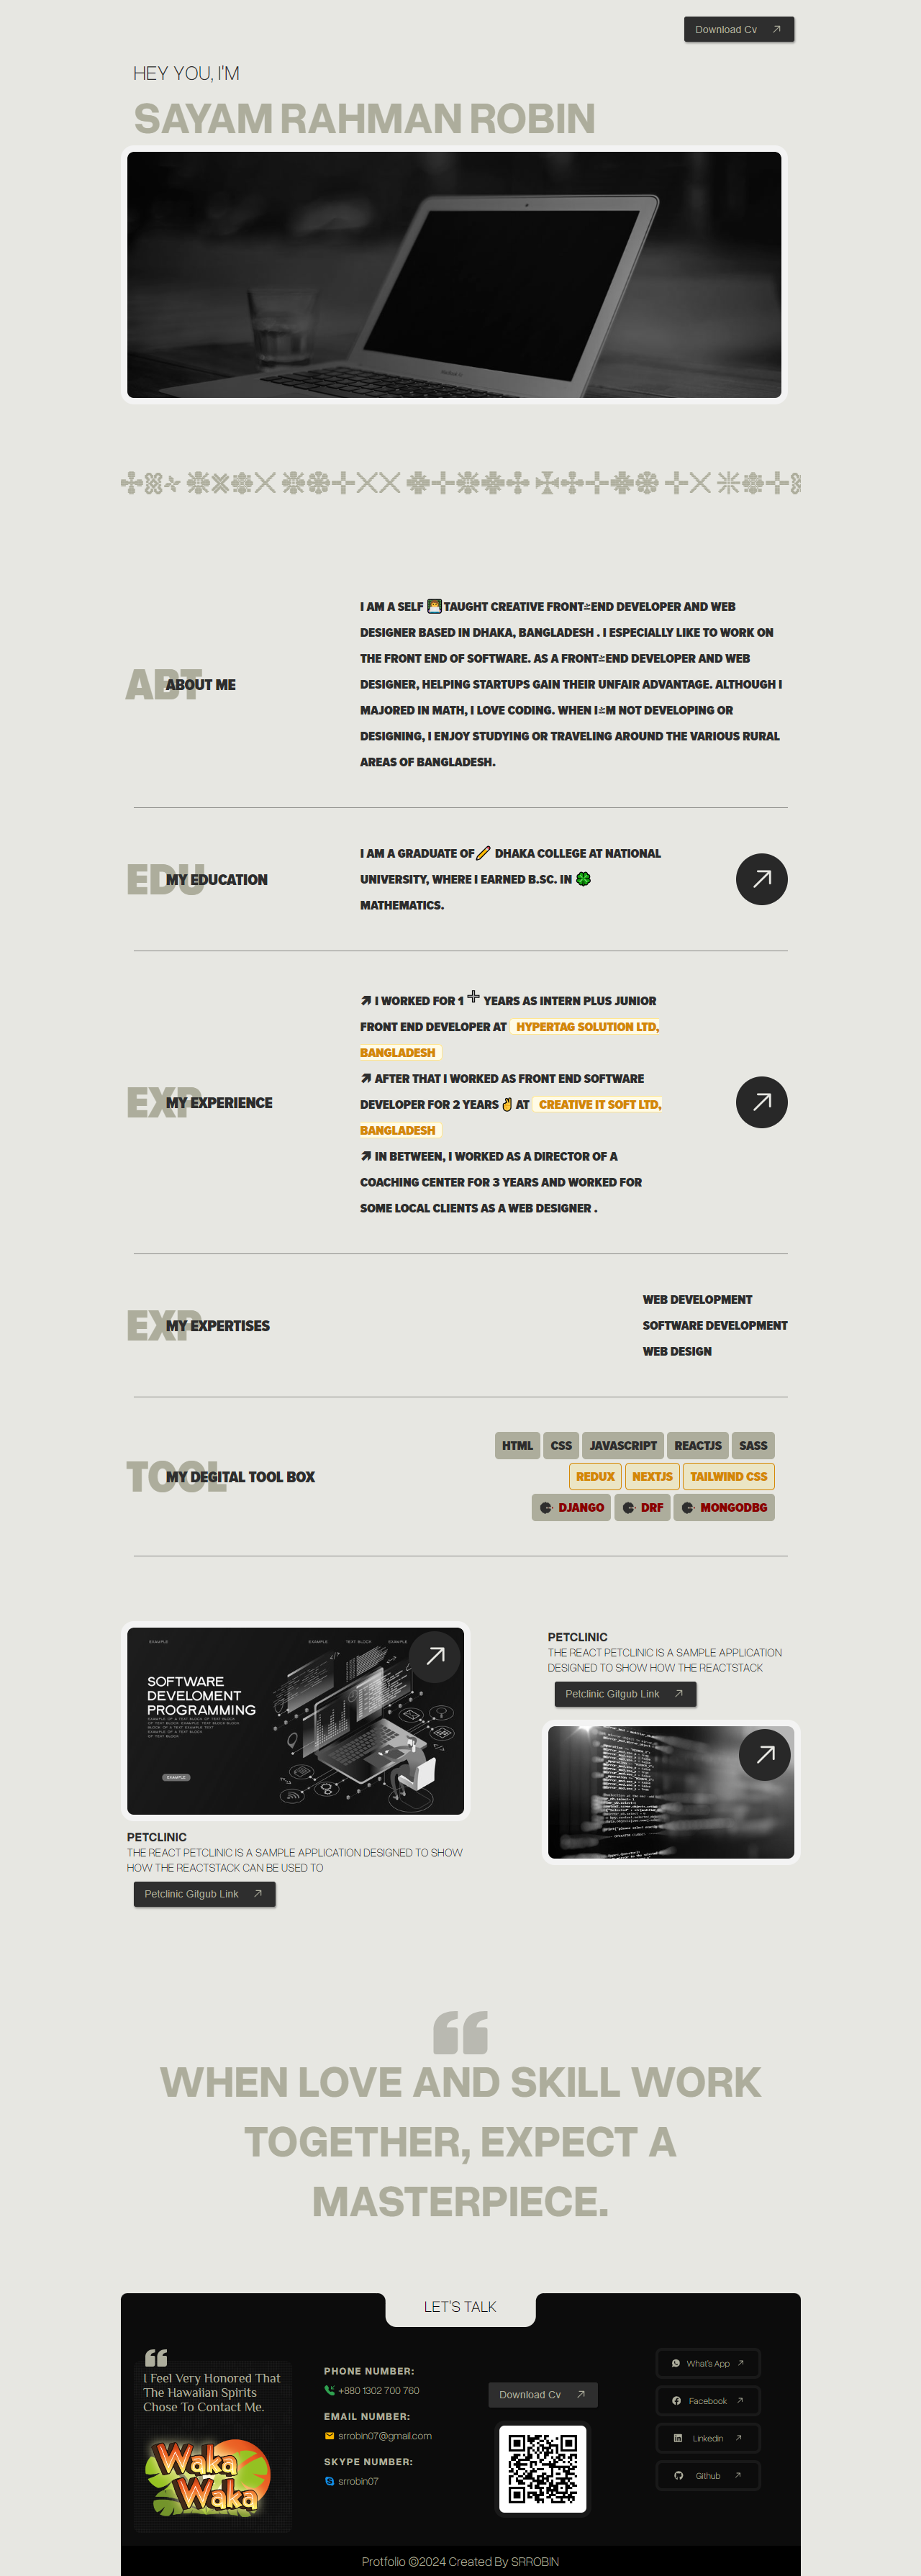 Download Cv
HEY YOU, I'M
SAYAM RAHMAN ROBIN
ABT
ABOUT ME
I AM A SELF TAUGHT CREATIVE FRONT END DEVELOPER AND WEB
DESIGNER BASED IN DHAKA, BANGLADESH . I ESPECIALLY LIKE TO WORK ON
THE FRONT END OF SOFTWARE. AS A FRONT END DEVELOPER AND WEB
DESIGNER, HELPING STARTUPS GAIN THEIR UNFAIR ADVANTAGE. ALTHOUGH I
MAJORED IN MATH, I LOVE CODING. WHEN I M NOT DEVELOPING OR
DESIGNING, I ENJOY STUDYING OR TRAVELING AROUND THE VARIOUS RURAL
AREAS OF BANGLADESH.
EDU
MY EDUCATION
I AM A GRADUATE OF DHAKA COLLEGE AT NATIONAL
UNIVERSITY, WHERE I EARNED B.SC. IN
MATHEMATICS.
EXP
MY EXPERIENCE
I WORKED FOR 1 YEARS AS INTERN PLUS JUNIOR
FRONT END DEVELOPER AT HYPERTAG SOLUTION LTD,
BANGLADESH
AFTER THAT I WORKED AS FRONT END SOFTWARE
DEVELOPER FOR 2 YEARS AT CREATIVE IT SOFT LTD,
BANGLADESH
IN BETWEEN, I WORKED AS A DIRECTOR OF A
COACHING CENTER FOR 3 YEARS AND WORKED FOR
SOME LOCAL CLIENTS AS A WEB DESIGNER .
EXP
MY EXPERTISES
WEB DEVELOPMENT
SOFTWARE DEVELOPMENT
WEB DESIGN
TOOL
MY DEGITAL TOOL BOX
HTML CSS JAVASCRIPT REACTJS SASS
REDUX NEXTJS TAILWIND CSS
DJANGO DRF MONGODBG
EXAMPLE EXAMPLE TEXT BLOCK EXAMPLE
SOFTWARE
DEVELOMENT
PROGRAMMING
EXAMPLE
PETCLINIC
THE REACT PETCLINIC IS A SAMPLE APPLICATION DESIGNED TO SHOW
HOW THE REACTSTACK CAN BE USED TO
Petclinic Gitgub Link
PETCLINIC
THE REACT PETCLINIC IS A SAMPLE APPLICATION
DESIGNED TO SHOW HOW THE REACTSTACK
Petclinic Gitgub Link
WHEN LOVE AND SKILL WORK
TOGETHER, EXPECT A
MASTERPIECE.
LET'S TALK
I Feel Very Honored That
The Hawaiian Spirits
Chose To Contact Me.
Waka
Waka
PHONE NUMBER:
+880 1302 700 760
EMAIL NUMBER:
srrobin07@gmail.com
SKYPE NUMBER:
srrobin07
Download Cv
What's App
Facebook
Linkedin
Github
Protfolio ©2024 Created By SRROBIN